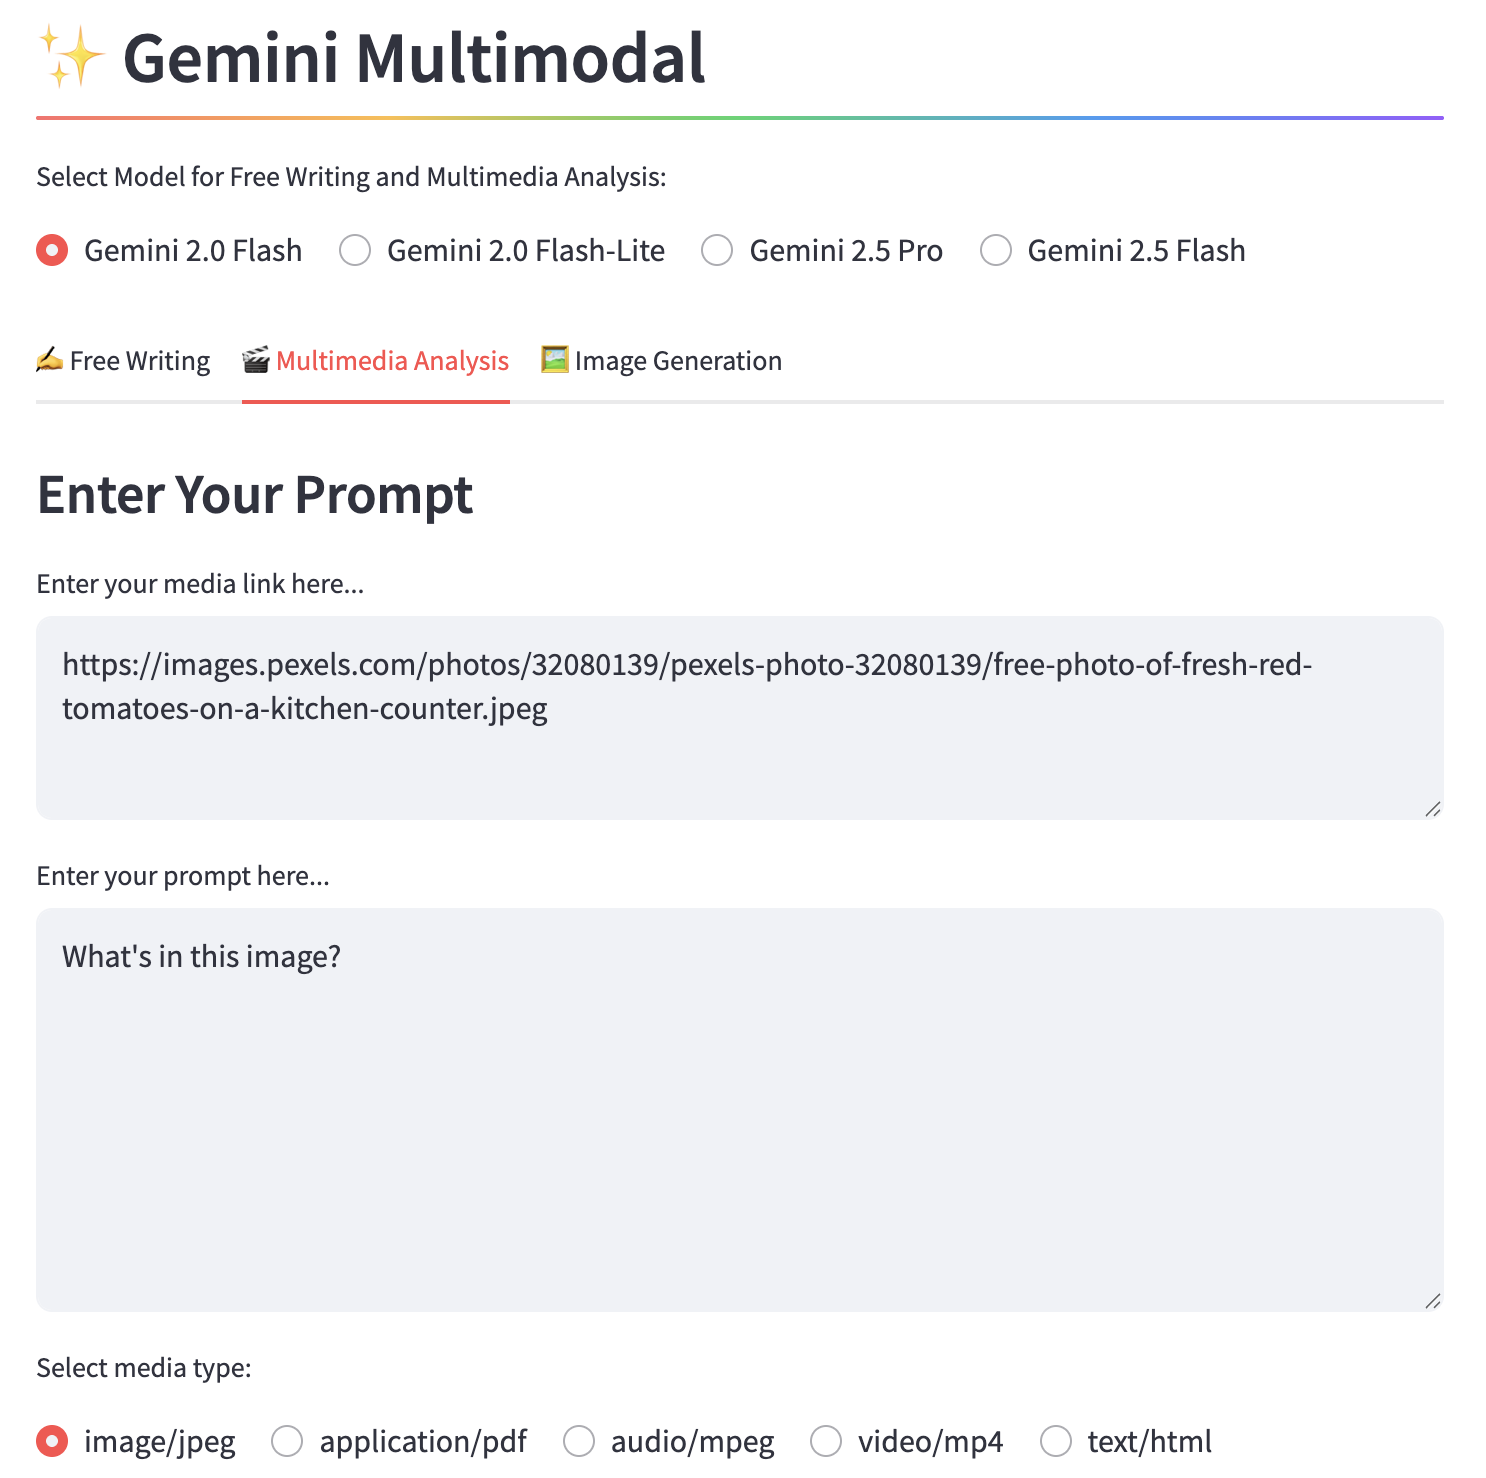 ✨ Gemini Multimodal
Select Model for Free Writing and Multimedia Analysis:
Gemini 2.0 Flash Gemini 2.0 Flash-Lite Gemini 2.5 Pro Gemini 2.5 Flash
✍️ Free Writing 🎬 Multimedia Analysis 🖼️ Image Generation
Enter Your Prompt
Enter your media link here...
https://images.pexels.com/photos/32080139/pexels-photo-32080139/free-photo-of-fresh-red-
tomatoes-on-a-kitchen-counter.jpeg
Enter your prompt here...
What's in this image?
Select media type:
image/jpeg application/pdf audio/mpeg video/mp4 text/html